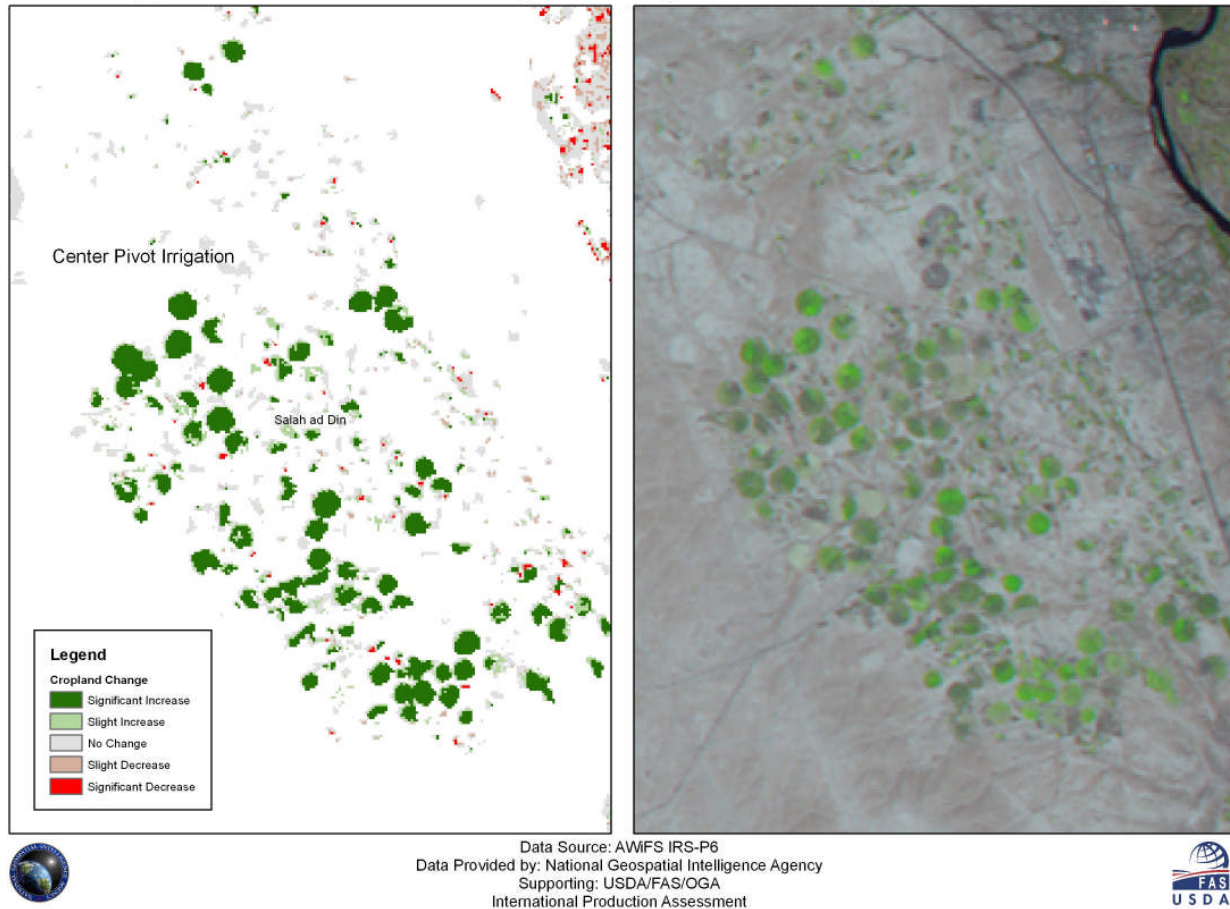 Center Pivot Irrigation
Salah ad Din
Legend
Cropland Change
Significant Increase
Slight Increase
No Change
Slight Decrease
Significant Decrease
Data Source: AWiFS IRS-P6
Data Provided by: National Geospatial Intelligence Agency
Supporting: USDA/FAS/OGA
International Production Assessment
FAS
USDA